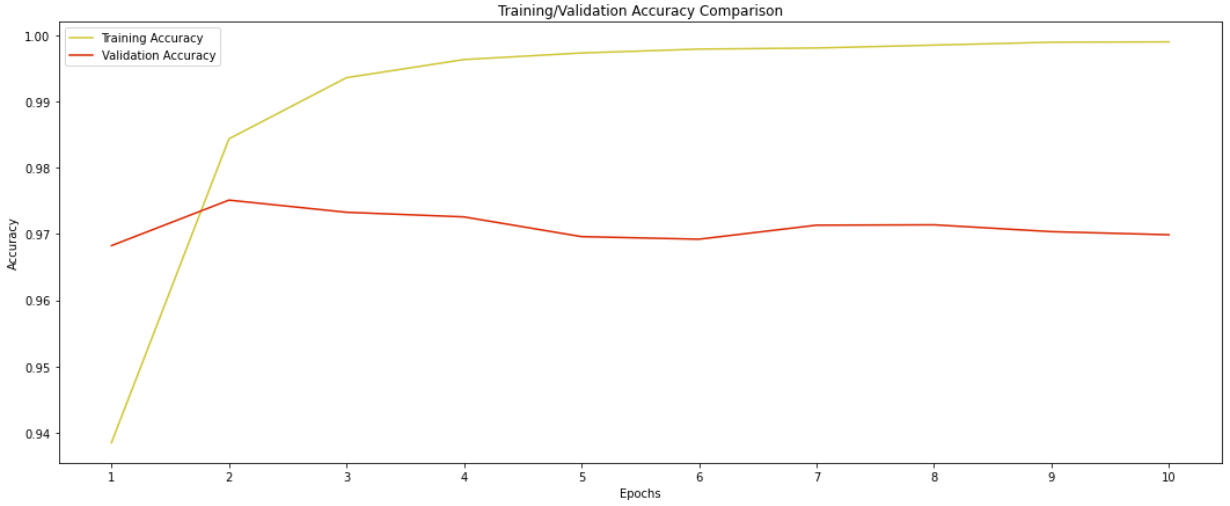 Training/Validation Accuracy Comparison
Training Accuracy
Validation Accuracy
1.00
0.99
0.98
0.97
0.96
0.95
0.94
Accuracy
1 2 3 4 5 6 7 8 9 10
Epochs